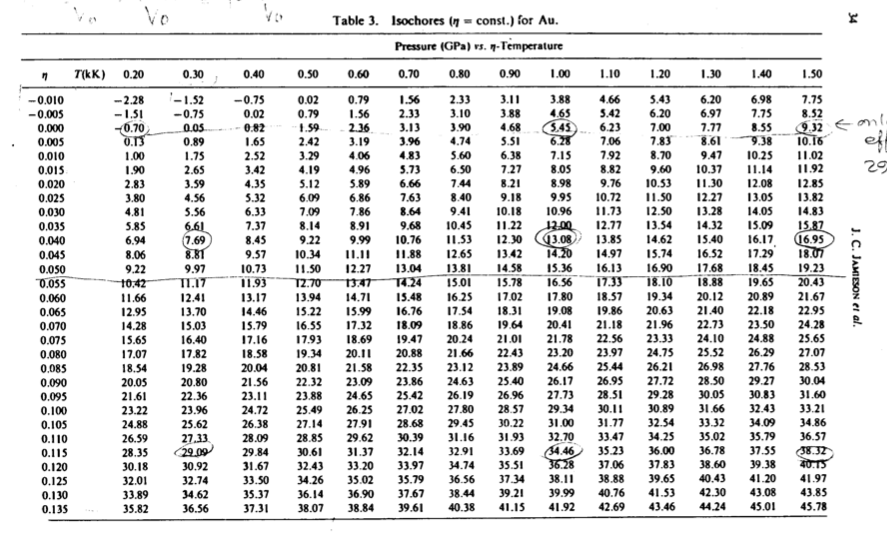 Vo Vo Vo
Table 3. Isochores (η = const.) for Au.
34
Pressure (GPa) vs. η-Temperature
η T(kK) 0.20 0.30 0.40 0.50 0.60 0.70 0.80 0.90 1.00 1.10 1.20 1.30 1.40 1.50
−0.010 −2.28 −1.52 −0.75 0.02 0.79 1.56 2.33 3.11 3.88 4.66 5.43 6.20 6.98 7.75
−0.005 −1.51 −0.75 0.02 0.79 1.56 2.33 3.10 3.88 4.65 5.42 6.20 6.97 7.75 8.52
0.000 −0.70 0.05 0.82 1.59 2.36 3.13 3.90 4.68 5.45 6.23 7.00 7.77 8.55 9.32
0.005 0.13 0.89 1.65 2.42 3.19 3.96 4.74 5.51 6.28 7.06 7.83 8.61 9.38 10.16
0.010 1.00 1.75 2.52 3.29 4.06 4.83 5.60 6.38 7.15 7.92 8.70 9.47 10.25 11.02
0.015 1.90 2.65 3.42 4.19 4.96 5.73 6.50 7.27 8.05 8.82 9.60 10.37 11.14 11.92
0.020 2.83 3.59 4.35 5.12 5.89 6.66 7.44 8.21 8.98 9.76 10.53 11.30 12.08 12.85
0.025 3.80 4.56 5.32 6.09 6.86 7.63 8.40 9.18 9.95 10.72 11.50 12.27 13.05 13.82
0.030 4.81 5.56 6.33 7.09 7.86 8.64 9.41 10.18 10.96 11.73 12.50 13.28 14.05 14.83
0.035 5.85 6.61 7.37 8.14 8.91 9.68 10.45 11.22 12.00 12.77 13.54 14.32 15.09 15.87
0.040 6.94 7.69 8.45 9.22 9.99 10.76 11.53 12.30 13.08 13.85 14.62 15.40 16.17 16.95
0.045 8.06 8.81 9.57 10.34 11.11 11.88 12.65 13.42 14.20 14.97 15.74 16.52 17.29 18.07
0.050 9.22 9.97 10.73 11.50 12.27 13.04 13.81 14.58 15.36 16.13 16.90 17.68 18.45 19.23
0.055 10.42 11.17 11.93 12.70 13.47 14.24 15.01 15.78 16.56 17.33 18.10 18.88 19.65 20.43
0.060 11.66 12.41 13.17 13.94 14.71 15.48 16.25 17.02 17.80 18.57 19.34 20.12 20.89 21.67
0.065 12.95 13.70 14.46 15.22 15.99 16.76 17.54 18.31 19.08 19.86 20.63 21.40 22.18 22.95
0.070 14.28 15.03 15.79 16.55 17.32 18.09 18.86 19.64 20.41 21.18 21.96 22.73 23.50 24.28
0.075 15.65 16.40 17.16 17.93 18.69 19.47 20.24 21.01 21.78 22.56 23.33 24.10 24.88 25.65
0.080 17.07 17.82 18.58 19.34 20.11 20.88 21.66 22.43 23.20 23.97 24.75 25.52 26.29 27.07
0.085 18.54 19.28 20.04 20.81 21.58 22.35 23.12 23.89 24.66 25.44 26.21 26.98 27.76 28.53
0.090 20.05 20.80 21.56 22.32 23.09 23.86 24.63 25.40 26.17 26.95 27.72 28.50 29.27 30.04
0.095 21.61 22.36 23.11 23.88 24.65 25.42 26.19 26.96 27.73 28.51 29.28 30.05 30.83 31.60
0.100 23.22 23.96 24.72 25.49 26.25 27.02 27.80 28.57 29.34 30.11 30.89 31.66 32.43 33.21
0.105 24.88 25.62 26.38 27.14 27.91 28.68 29.45 30.22 31.00 31.77 32.54 33.32 34.09 34.86
0.110 26.59 27.33 28.09 28.85 29.62 30.39 31.16 31.93 32.70 33.47 34.25 35.02 35.79 36.57
0.115 28.35 29.09 29.84 30.61 31.37 32.14 32.91 33.69 34.46 35.23 36.00 36.78 37.55 38.32
0.120 30.18 30.92 31.67 32.43 33.20 33.97 34.74 35.51 36.28 37.06 37.83 38.60 39.38 40.15
0.125 32.01 32.74 33.50 34.26 35.02 35.79 36.56 37.34 38.11 38.88 39.65 40.43 41.20 41.97
0.130 33.89 34.62 35.37 36.14 36.90 37.67 38.44 39.21 39.99 40.76 41.53 42.30 43.08 43.85
0.135 35.82 36.56 37.31 38.07 38.84 39.61 40.38 41.15 41.92 42.69 43.46 44.24 45.01 45.78
J. C. JAMIESON et al.